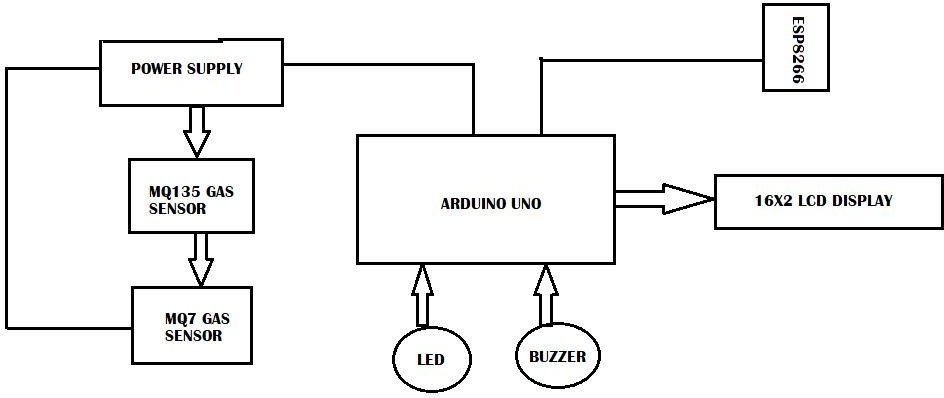 ESP8266
POWER SUPPLY
MQ135 GAS
SENSOR
ARDUINO UNO
16X2 LCD DISPLAY
MQ7 GAS
SENSOR
LED
BUZZER